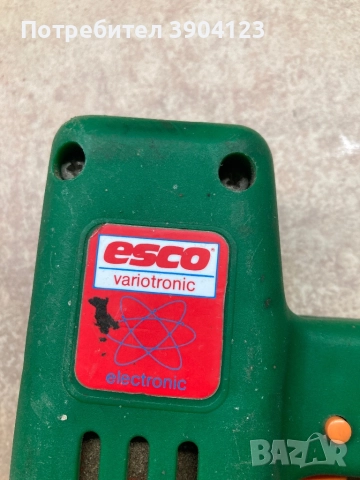 Потребител 3904123
esco
variotronic
electronic
BAZAR